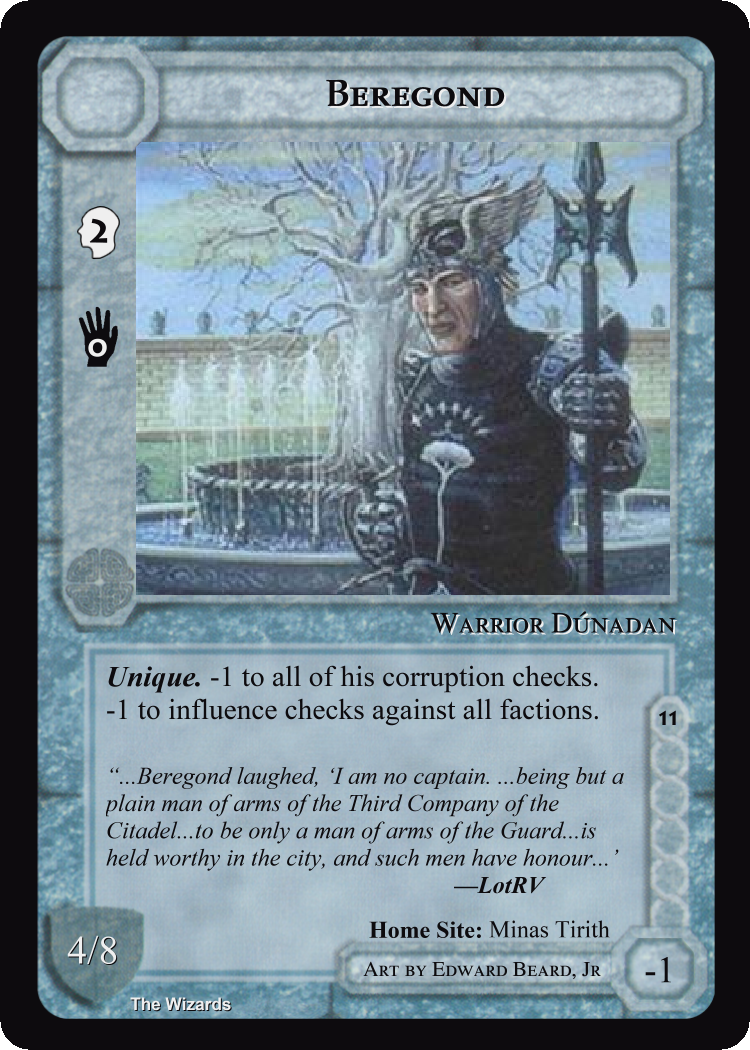 Beregond
2
0
Warrior Dúnadan
Unique. -1 to all of his corruption checks.
-1 to influence checks against all factions.
11
“...Beregond laughed, ‘I am no captain. ...being but a
plain man of arms of the Third Company of the
Citadel...to be only a man of arms of the Guard...is
held worthy in the city, and such men have honour...’
—LotRV
Home Site: Minas Tirith
4/8
Art by Edward Beard, Jr
-1
The Wizards